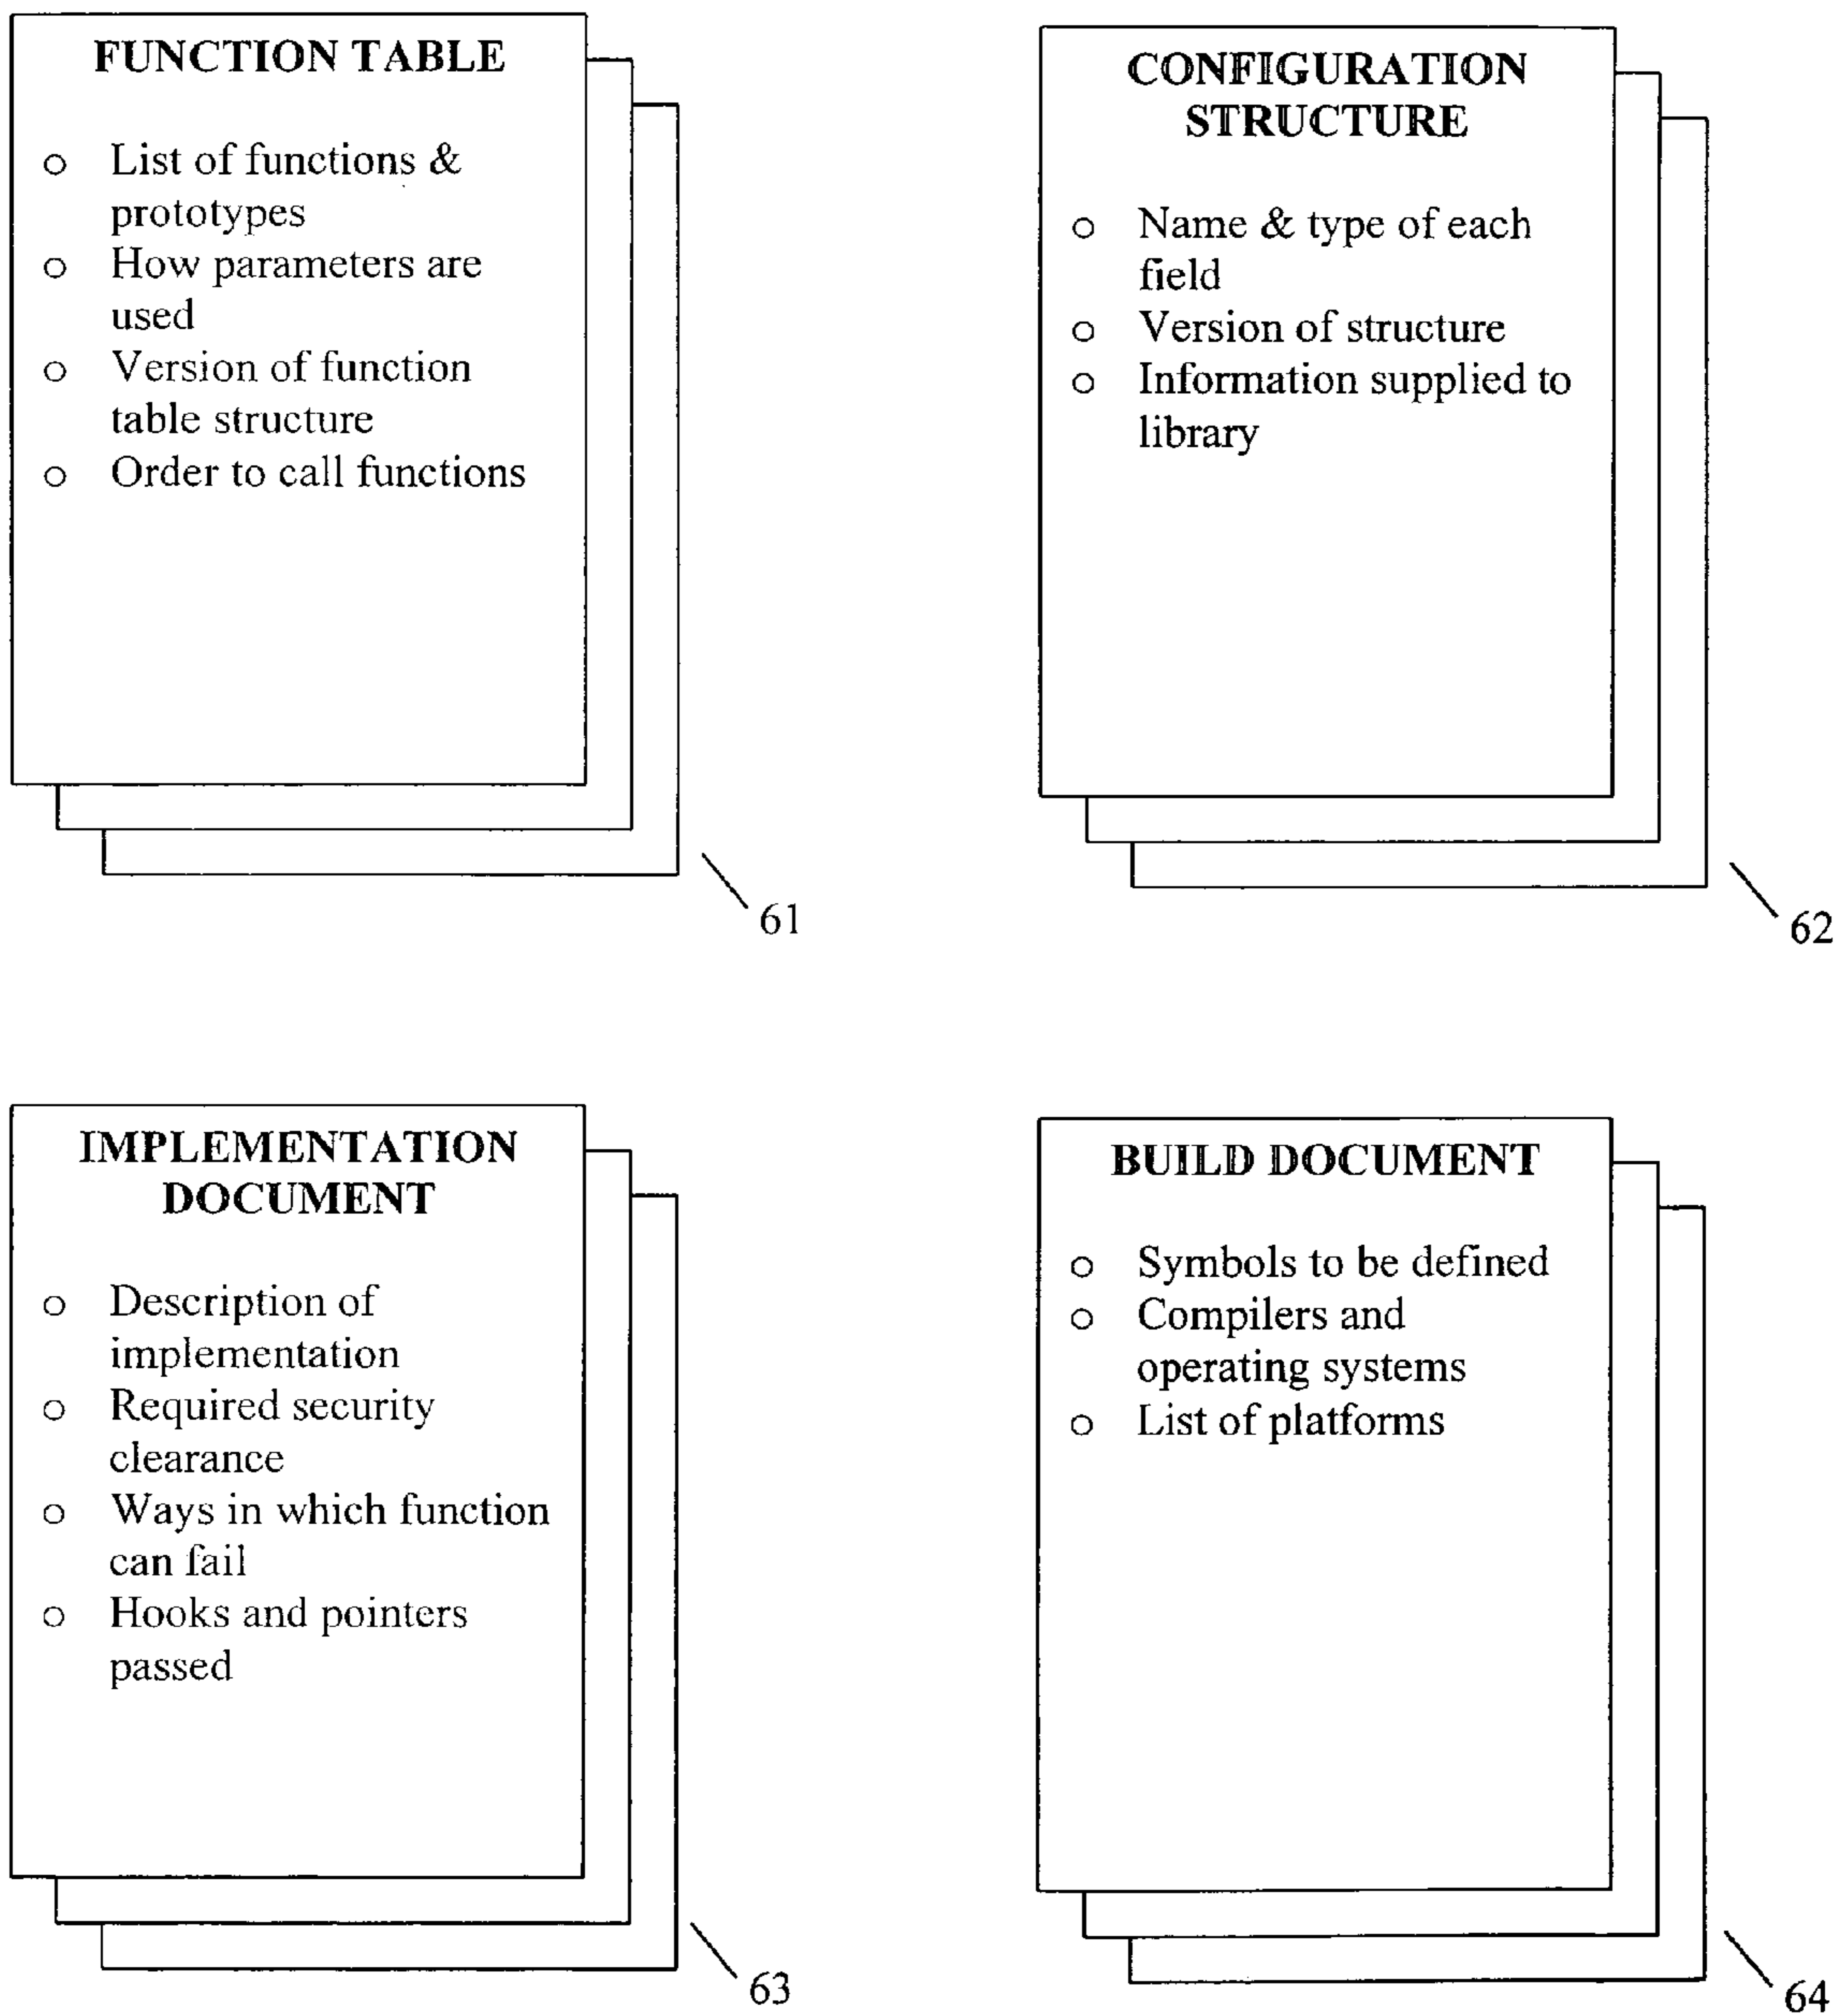 FUNCTION TABLE
o List of functions &
prototypes
o How parameters are
used
o Version of function
table structure
o Order to call functions
61
CONFIGURATION
STRUCTURE
o Name & type of each
field
o Version of structure
o Information supplied to
library
62
IMPLEMENTATION
DOCUMENT
o Description of
implementation
o Required security
clearance
o Ways in which function
can fail
o Hooks and pointers
passed
63
BUILD DOCUMENT
o Symbols to be defined
o Compilers and
operating systems
o List of platforms
64